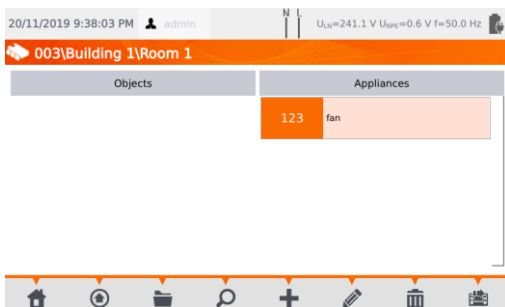 20/11/2019 9:38:03 PM admin N L ULN=241.1 V UNPE=0.6 V f=50.0 Hz
003\Building 1\Room 1
Objects Appliances
123 fan